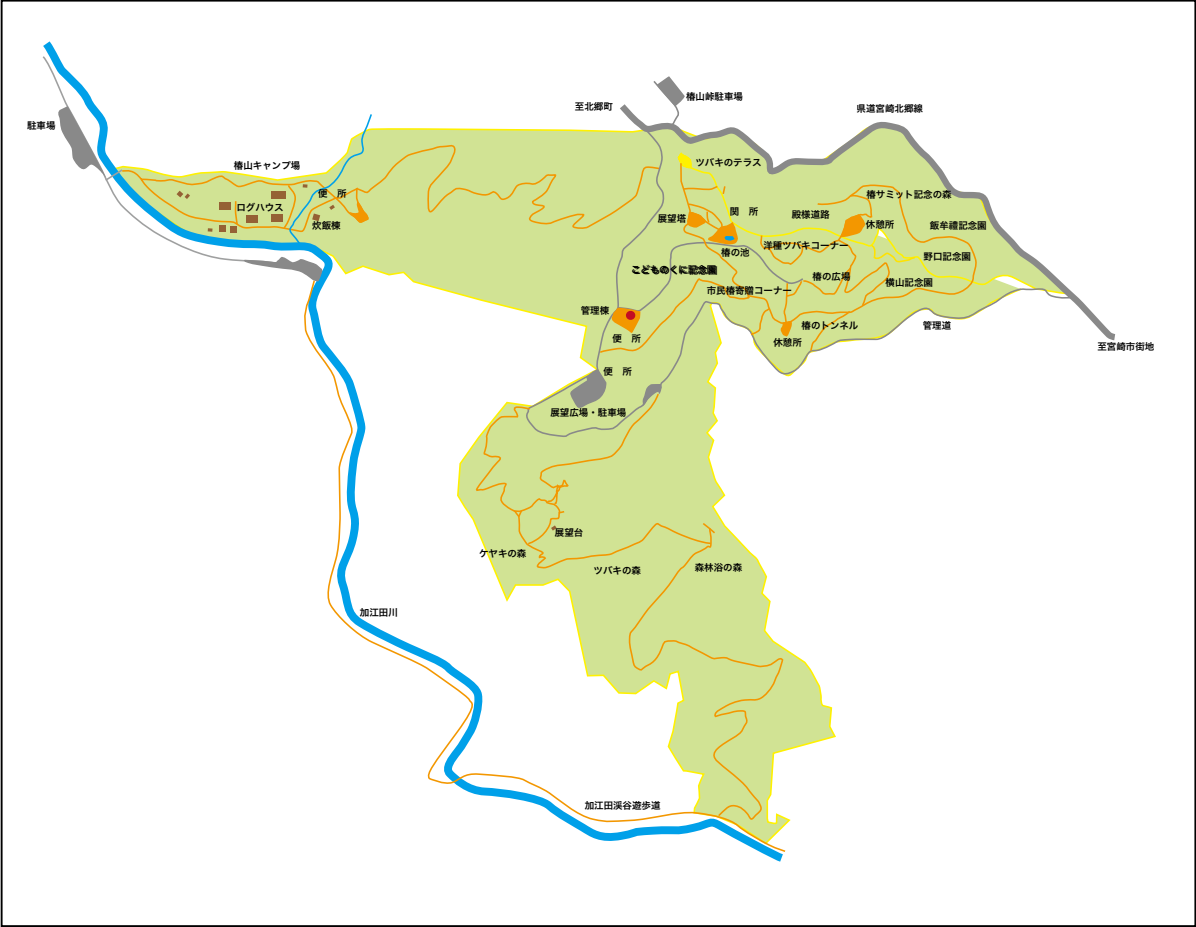 椿山峠駐車場
至北郷町
県道宮崎北郷線
駐車場
椿山キャンプ場
ツバキのテラス
便　所
椿サミット記念の森
ログハウス
関　所
殿様道路
展望塔
休憩所
飯牟禮記念園
炊飯棟
椿の池
洋種ツバキコーナー
野口記念園
こどものくに記念園
椿の広場
横山記念園
市民椿寄贈コーナー
管理棟
椿のトンネル
管理道
便　所
休憩所
至宮崎市街地
便　所
展望広場・駐車場
展望台
ケヤキの森
ツバキの森
森林浴の森
加江田川
加江田渓谷遊歩道